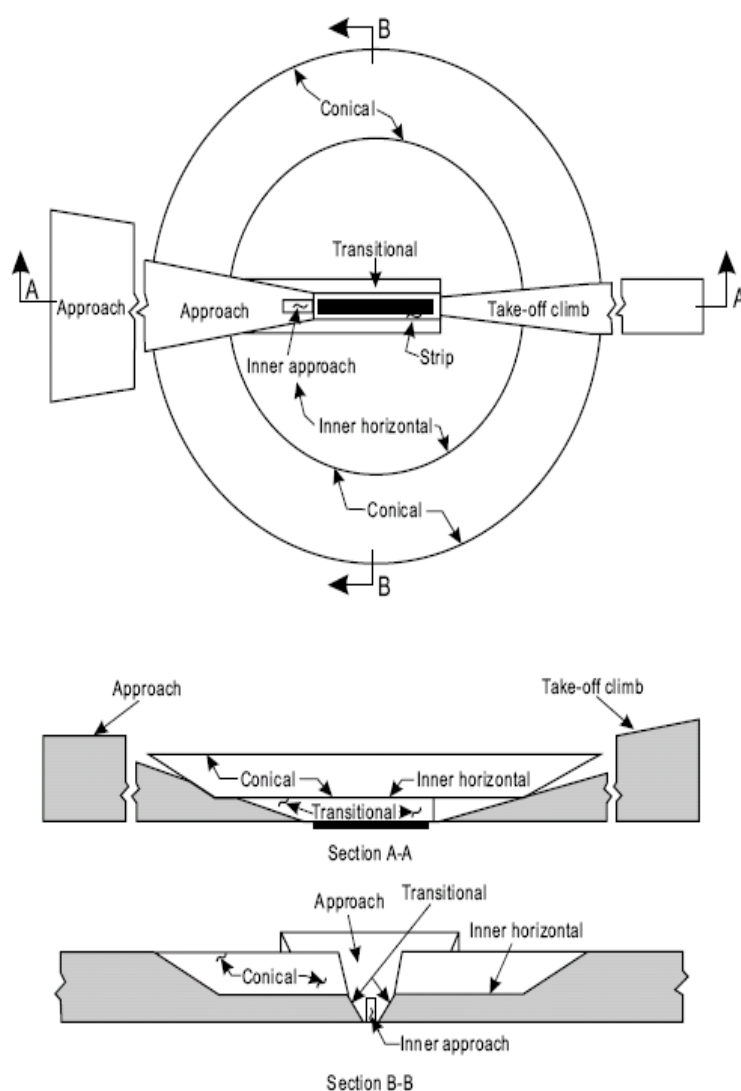 B
Conical
Transitional
A
Approach
Approach
Take-off climb
A
Inner approach
Strip
Inner horizontal
Conical
B
Approach
Take-off climb
Conical
Inner horizontal
Transitional
Section A-A
Transitional
Approach
Inner horizontal
Conical
Inner approach
Section B-B